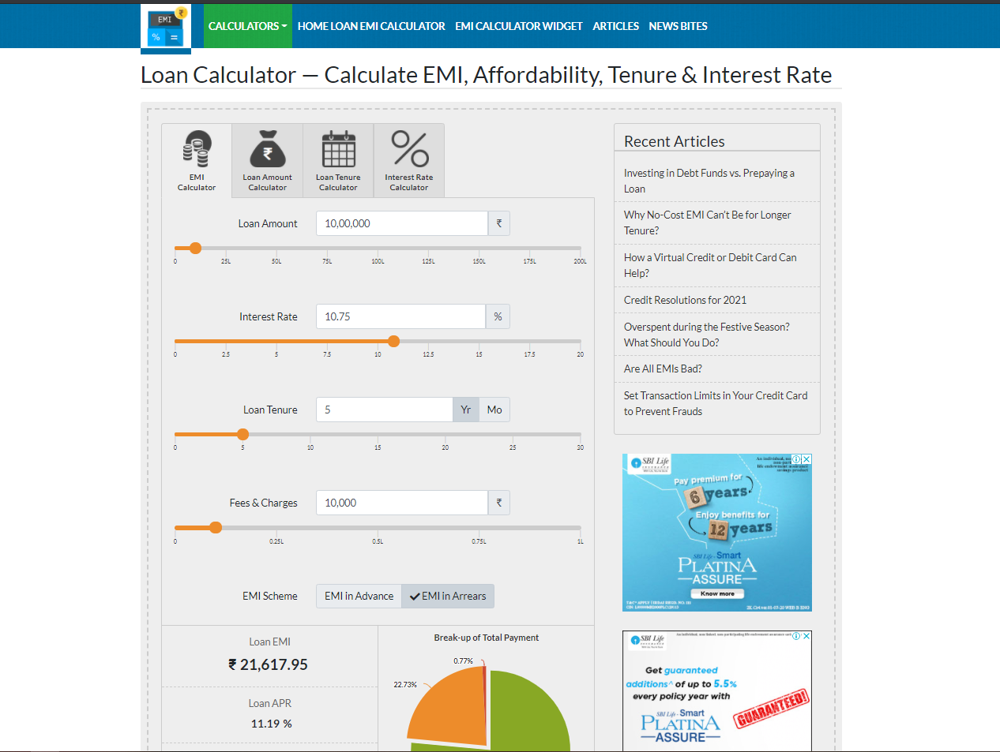 EMI
₹
%
=
CALCULATORS
HOME LOAN EMI CALCULATOR
EMI CALCULATOR WIDGET
ARTICLES
NEWS BITES
Loan Calculator — Calculate EMI, Affordability, Tenure & Interest Rate
EMI
Calculator
₹
Loan Amount
Calculator
Loan Tenure
Calculator
Interest Rate
Calculator
Loan Amount
10,00,000
₹
0 25L 50L 75L 100L 125L 150L 175L 200L
Interest Rate
10.75
%
0 2.5 5 7.5 10 12.5 15 17.5 20
Loan Tenure
5
Yr
Mo
0 5 10 15 20 25 30
Fees & Charges
10,000
₹
0 0.25L 0.5L 0.75L 1L
EMI Scheme
EMI in Advance
EMI in Arrears
Loan EMI
₹ 21,617.95
Loan APR
11.19 %
Break-up of Total Payment
0.77%
22.73%
Recent Articles
Investing in Debt Funds vs. Prepaying a
Loan
Why No-Cost EMI Can't Be for Longer
Tenure?
How a Virtual Credit or Debit Card Can
Help?
Credit Resolutions for 2021
Overspent during the Festive Season?
What Should You Do?
Are All EMIs Bad?
Set Transaction Limits in Your Credit Card
to Prevent Frauds
SBI Life
INSURANCE
Pay premium for
6 years
Enjoy benefits for
12 years
SBI Life - Smart
PLATINA
ASSURE
Know more
SBI Life
INSURANCE
Get guaranteed
additions^ of up to 5.5%
every policy year with
GUARANTEED!
SBI Life - Smart
PLATINA
ASSURE